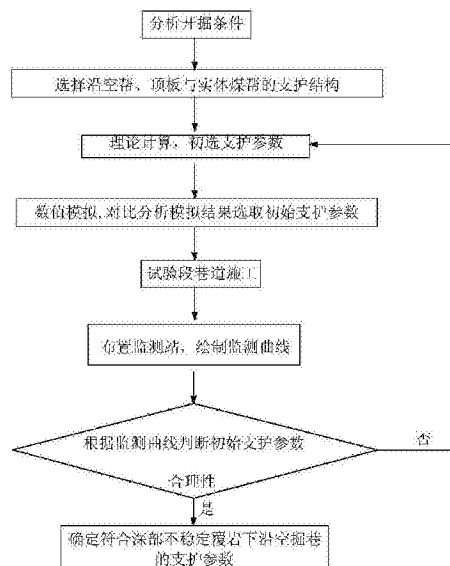 分析开掘条件
选择沿空帮、顶板与实体煤帮的支护结构
理论计算，初选支护参数
数值模拟,对比分析模拟结果选取初始支护参数
试验段巷道施工
布置监测站，绘制监测曲线
根据监测曲线判断初始支护参数
合理性
否
是
确定符合深部不稳定覆岩下沿空掘巷
的支护参数